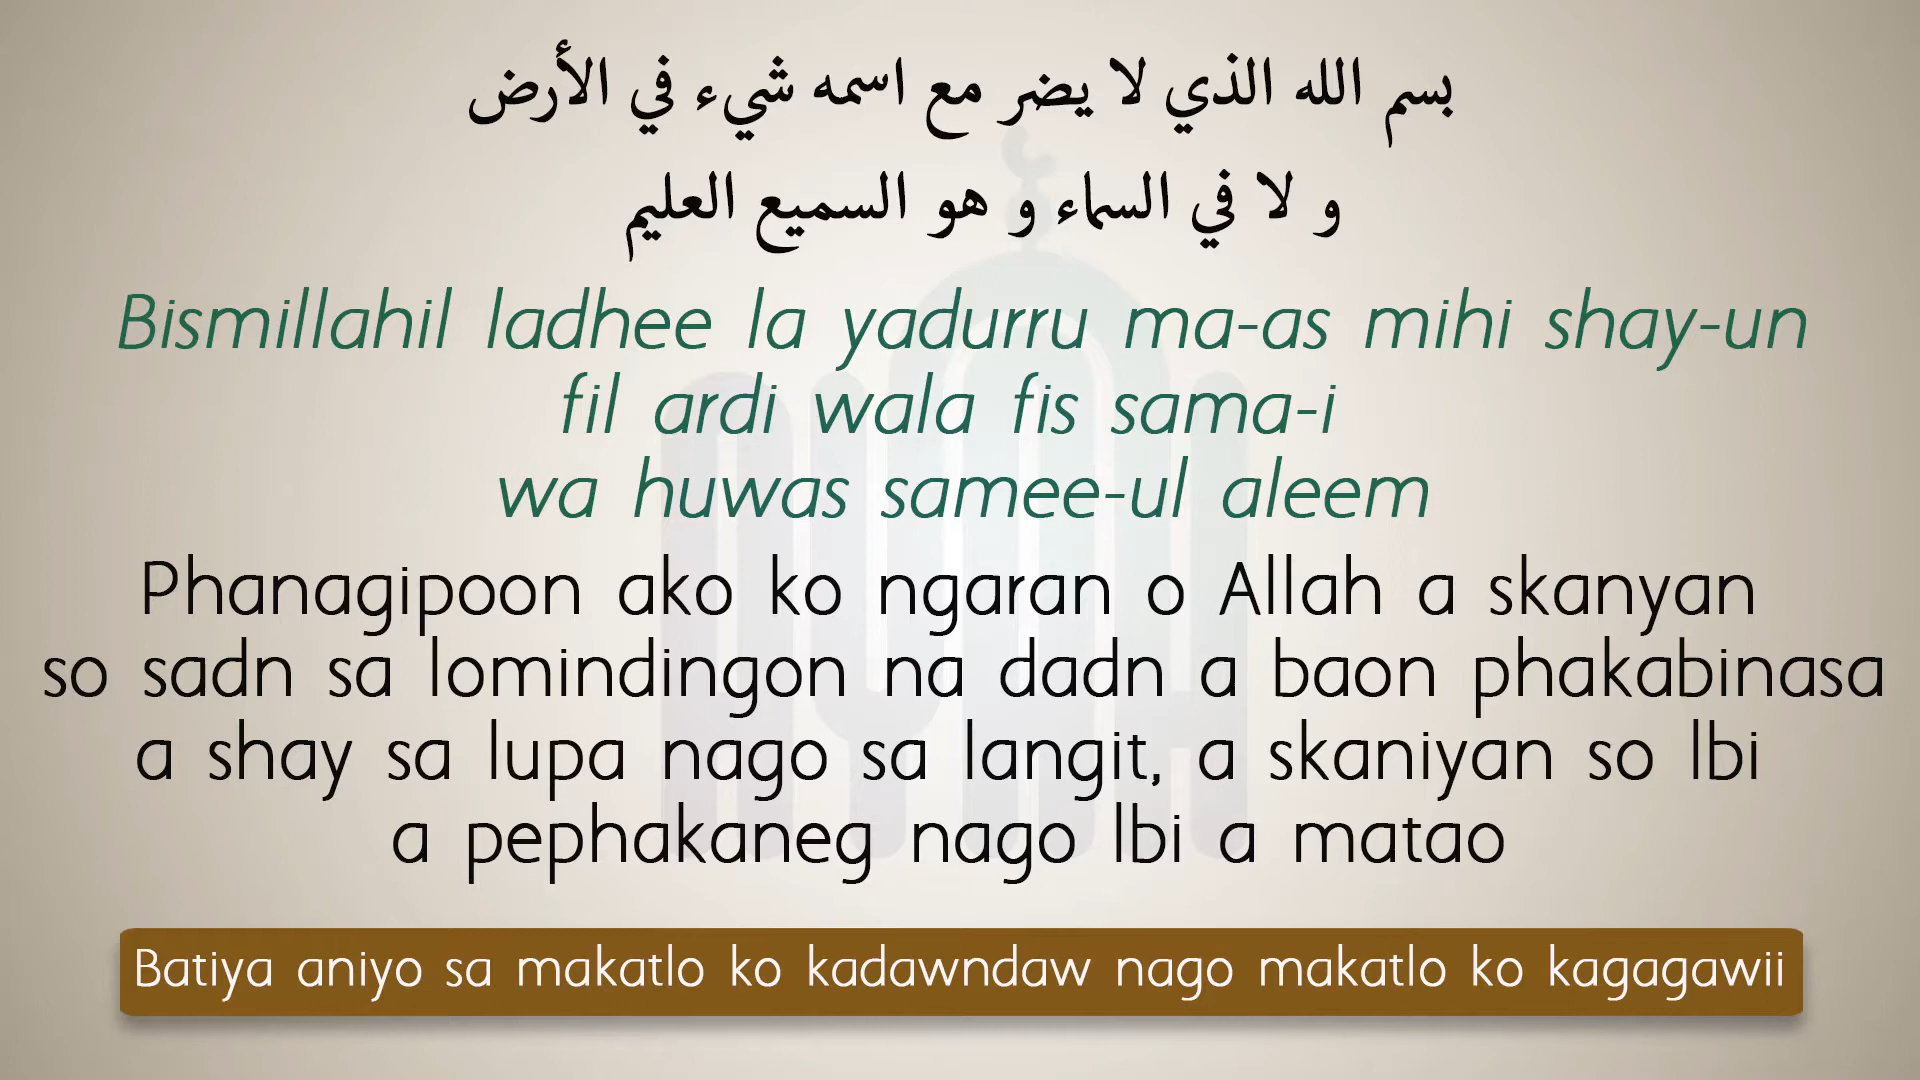 بسم الله الذي لا يضر مع اسمه شيء في الأرض
و لا في السماء و هو السميع العليم
Bismillahil ladhee la yadurru ma-as mihi shay-un
fil ardi wala fis sama-i
wa huwas samee-ul aleem
Phanagipoon ako ko ngaran o Allah a skanyan
so sadn sa lomindingon na dadn a baon phakabinasa
a shay sa lupa nago sa langit, a skaniyan so lbi
a pephakaneg nago lbi a matao
Batiya aniyo sa makatlo ko kadawndaw nago makatlo ko kagagawii